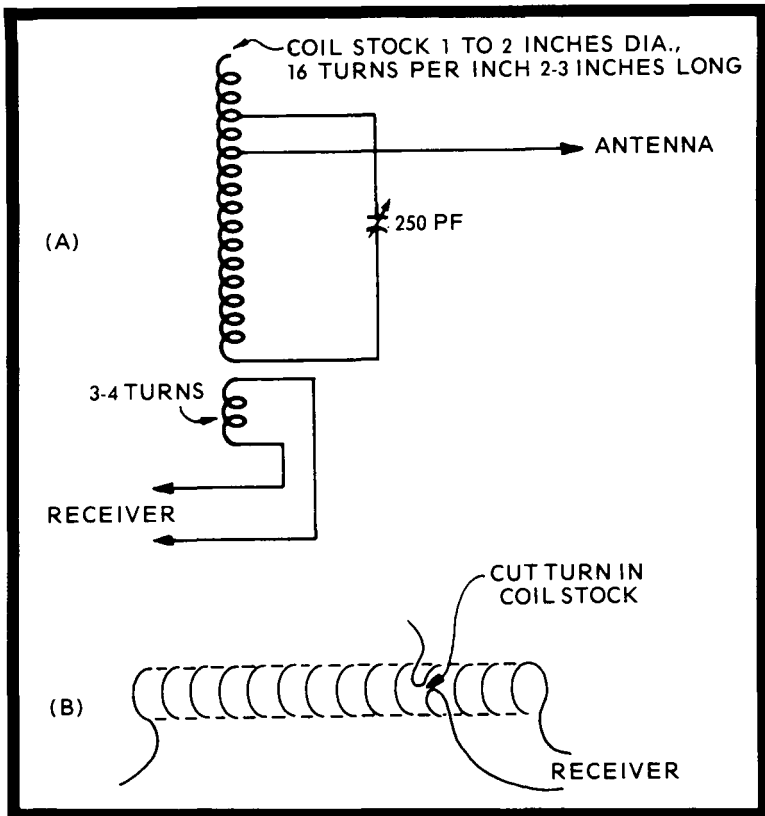 COIL STOCK 1 TO 2 INCHES DIA.,
16 TURNS PER INCH 2-3 INCHES LONG
ANTENNA
250 PF
(A)
3-4 TURNS
RECEIVER
CUT TURN IN
COIL STOCK
(B)
RECEIVER